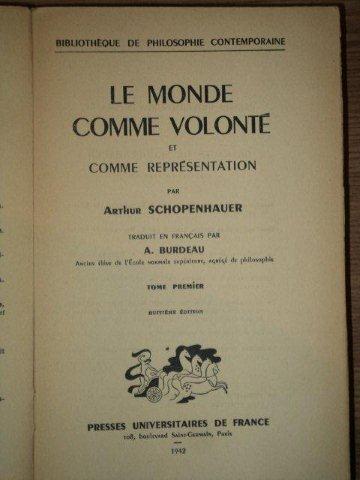 BIBLIOTHÈQUE DE PHILOSOPHIE CONTEMPORAINE
LE MONDE
COMME VOLONTÉ
ET
COMME REPRÉSENTATION
PAR
ARTHUR SCHOPENHAUER
TRADUIT EN FRANÇAIS PAR
A. BURDEAU
Ancien élève de l'École normale supérieure, agrégé de philosophie
TOME PREMIER
HUITIÈME ÉDITION
PRESSES UNIVERSITAIRES DE FRANCE
108, BOULEVARD SAINT-GERMAIN, PARIS
1942